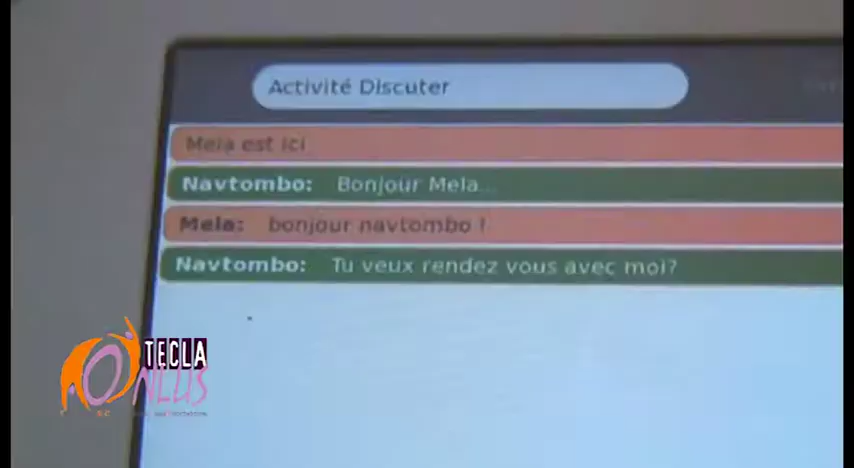 Activité Discuter
Mela est ici
Navtombo: Bonjour Mela...
Mela: bonjour navtombo !
Navtombo: Tu veux rendez vous avec moi?
TECLA
ONLUS